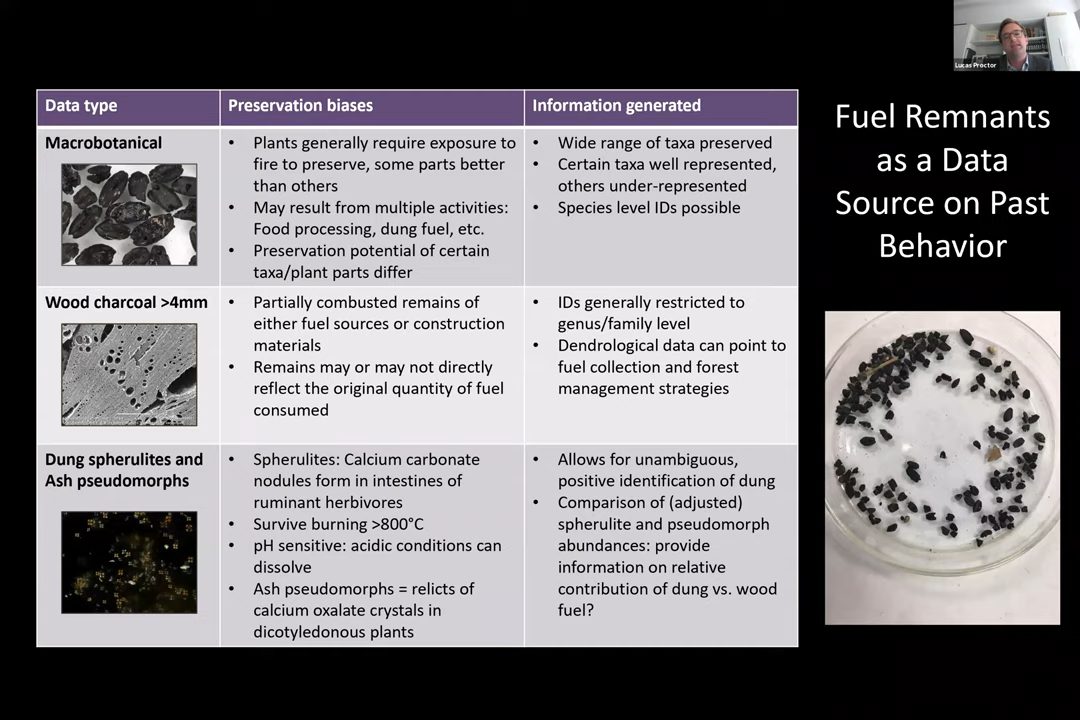 Lucas Proctor
Fuel Remnants
as a Data
Source on Past
Behavior
Data type
Preservation biases
Information generated
Macrobotanical
• Plants generally require exposure to
fire to preserve, some parts better
than others
• May result from multiple activities:
Food processing, dung fuel, etc.
• Preservation potential of certain
taxa/plant parts differ
• Wide range of taxa preserved
• Certain taxa well represented,
others under-represented
• Species level IDs possible
Wood charcoal >4mm
• Partially combusted remains of
either fuel sources or construction
materials
• Remains may or may not directly
reflect the original quantity of fuel
consumed
• IDs generally restricted to
genus/family level
• Dendrological data can point to
fuel collection and forest
management strategies
Dung spherulites and
Ash pseudomorphs
• Spherulites: Calcium carbonate
nodules form in intestines of
ruminant herbivores
• Survive burning >800°C
• pH sensitive: acidic conditions can
dissolve
• Ash pseudomorphs = relicts of
calcium oxalate crystals in
dicotyledonous plants
• Allows for unambiguous,
positive identification of dung
• Comparison of (adjusted)
spherulite and pseudomorph
abundances: provide
information on relative
contribution of dung vs. wood
fuel?